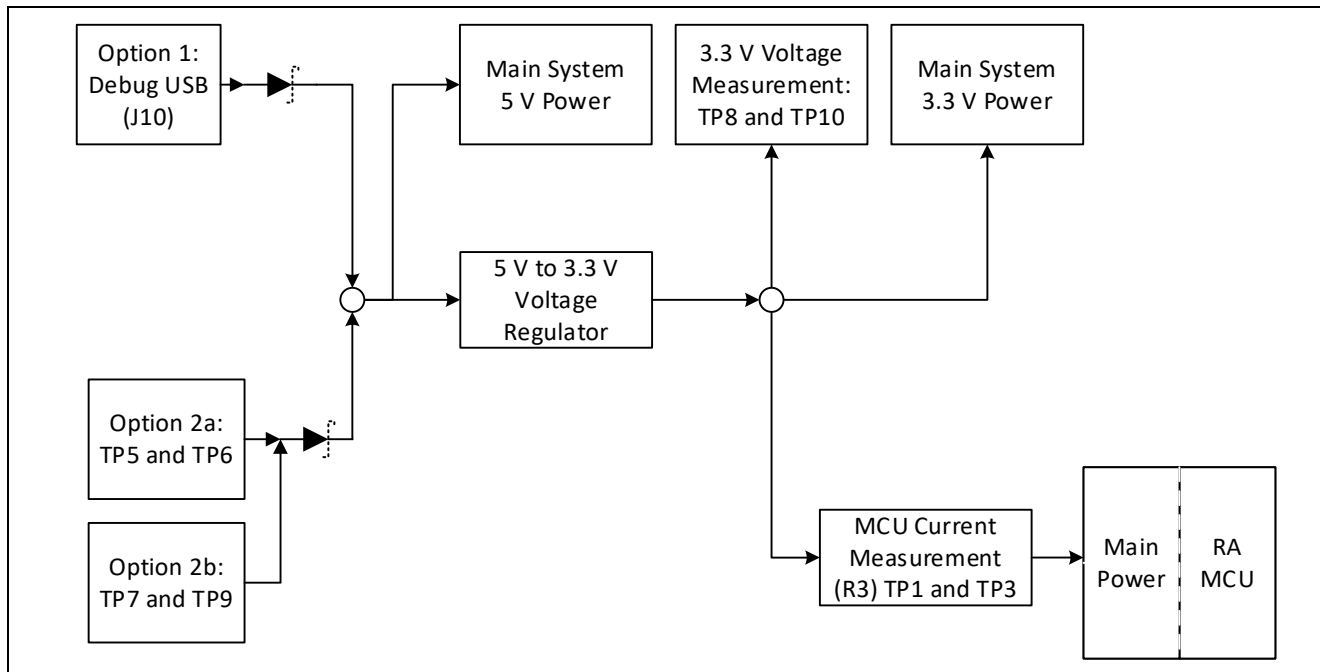 Option 1:
Debug USB
(J10)
Main System
5 V Power
3.3 V Voltage
Measurement:
TP8 and TP10
Main System
3.3 V Power
5 V to 3.3 V
Voltage
Regulator
Option 2a:
TP5 and TP6
Option 2b:
TP7 and TP9
MCU Current
Measurement
(R3) TP1 and TP3
Main
Power
RA
MCU